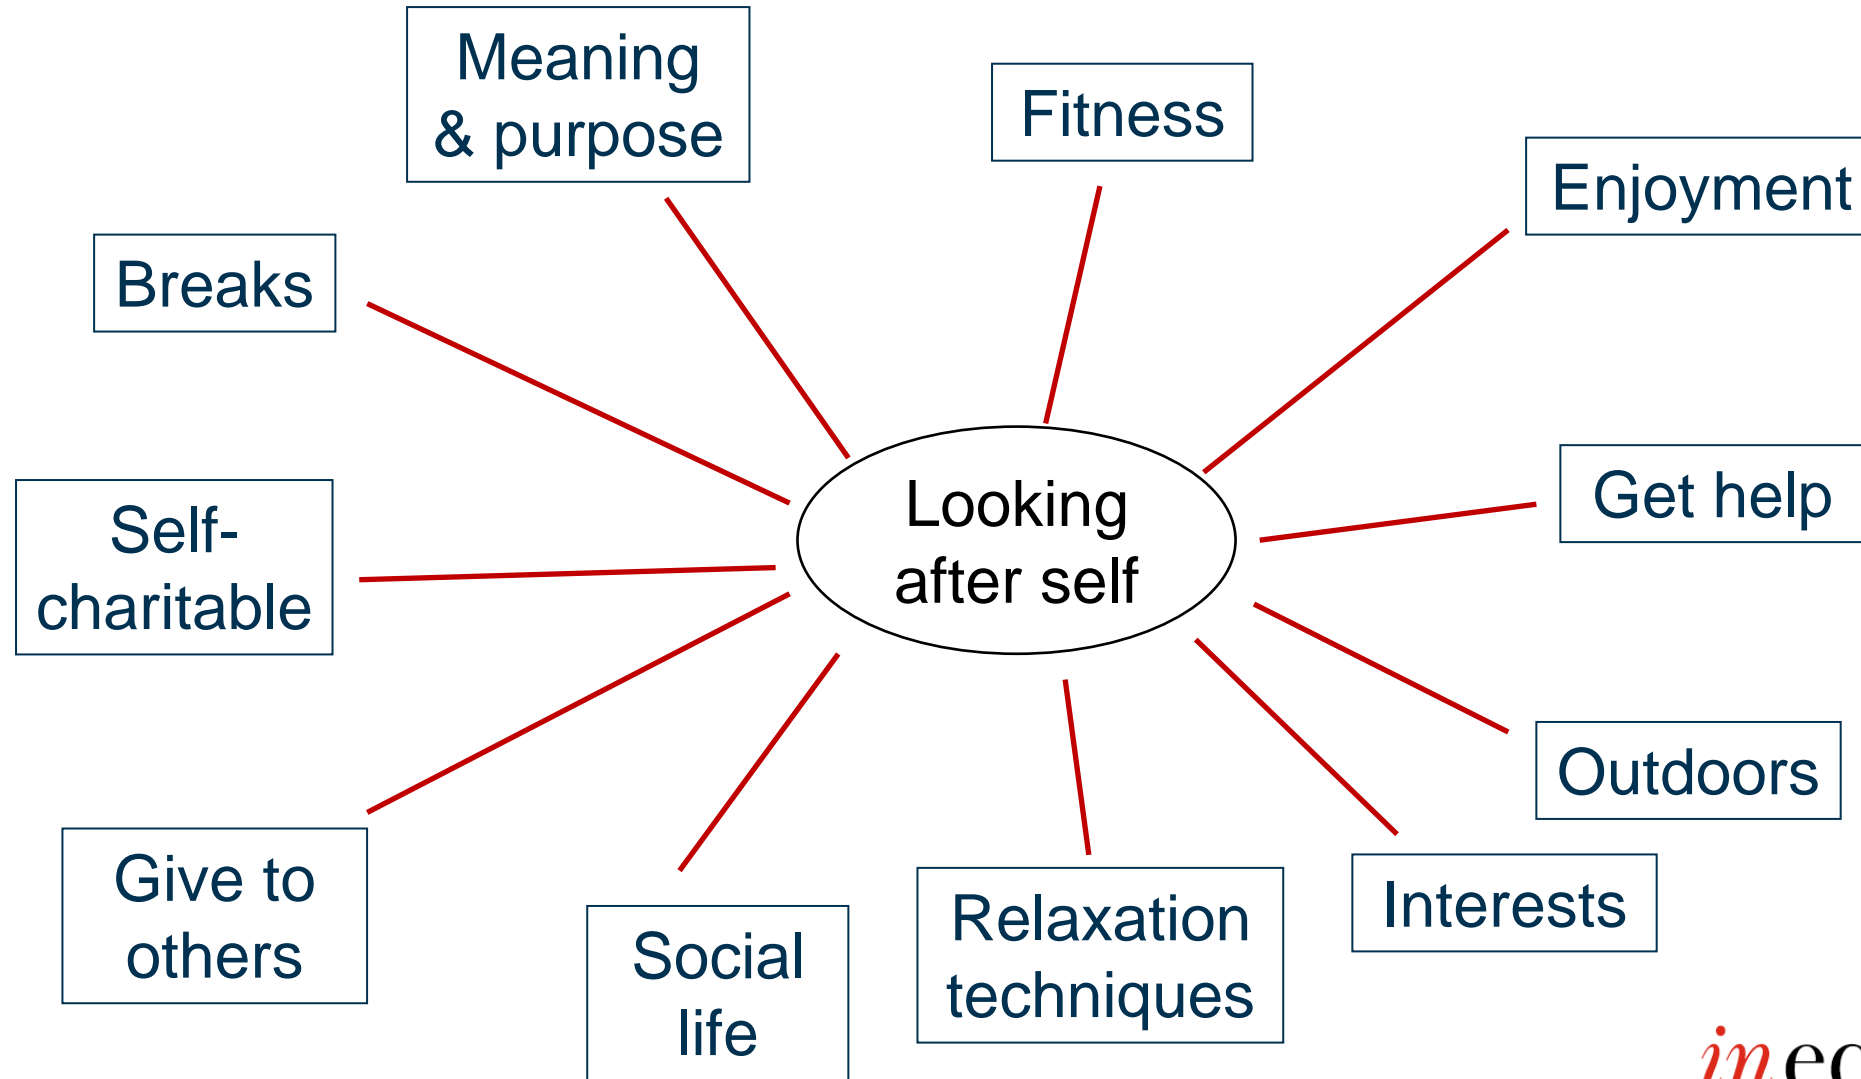 Meaning
& purpose
Fitness
Enjoyment
Breaks
Looking
after self
Get help
Self-
charitable
Outdoors
Give to
others
Social
life
Relaxation
techniques
Interests